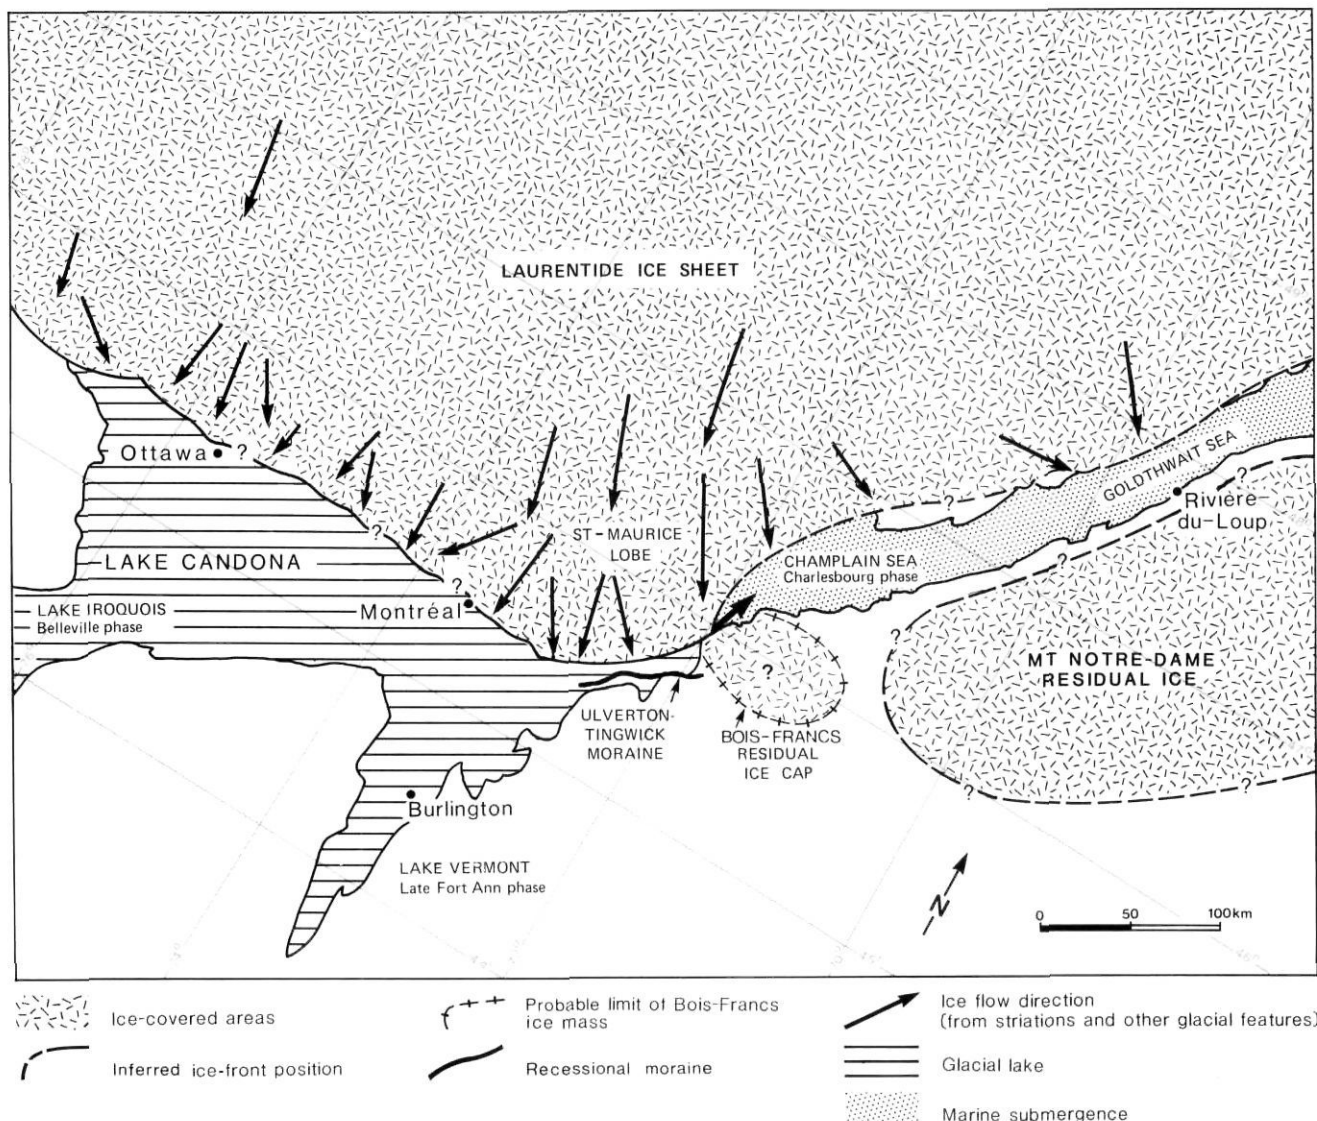 LAURENTIDE ICE SHEET
GOLDTHWAIT SEA
?
Rivière-
du-Loup
Ottawa
?
?
ST-MAURICE
LOBE
?
CHAMPLAIN SEA
Charlesbourg phase
?
LAKE CANDONA
?
LAKE IROQUOIS
Belleville phase
Montréal
?
MT NOTRE-DAME
RESIDUAL ICE
?
ULVERTON-
TINGWICK
MORAINE
BOIS-FRANCS
RESIDUAL
ICE CAP
?
Burlington
LAKE VERMONT
Late Fort Ann phase
N
0 50 100km
Ice-covered areas
Probable limit of Bois-Francs
ice mass
Ice flow direction
(from striations and other glacial features)
Inferred ice-front position
Recessional moraine
Glacial lake
Marine submergence